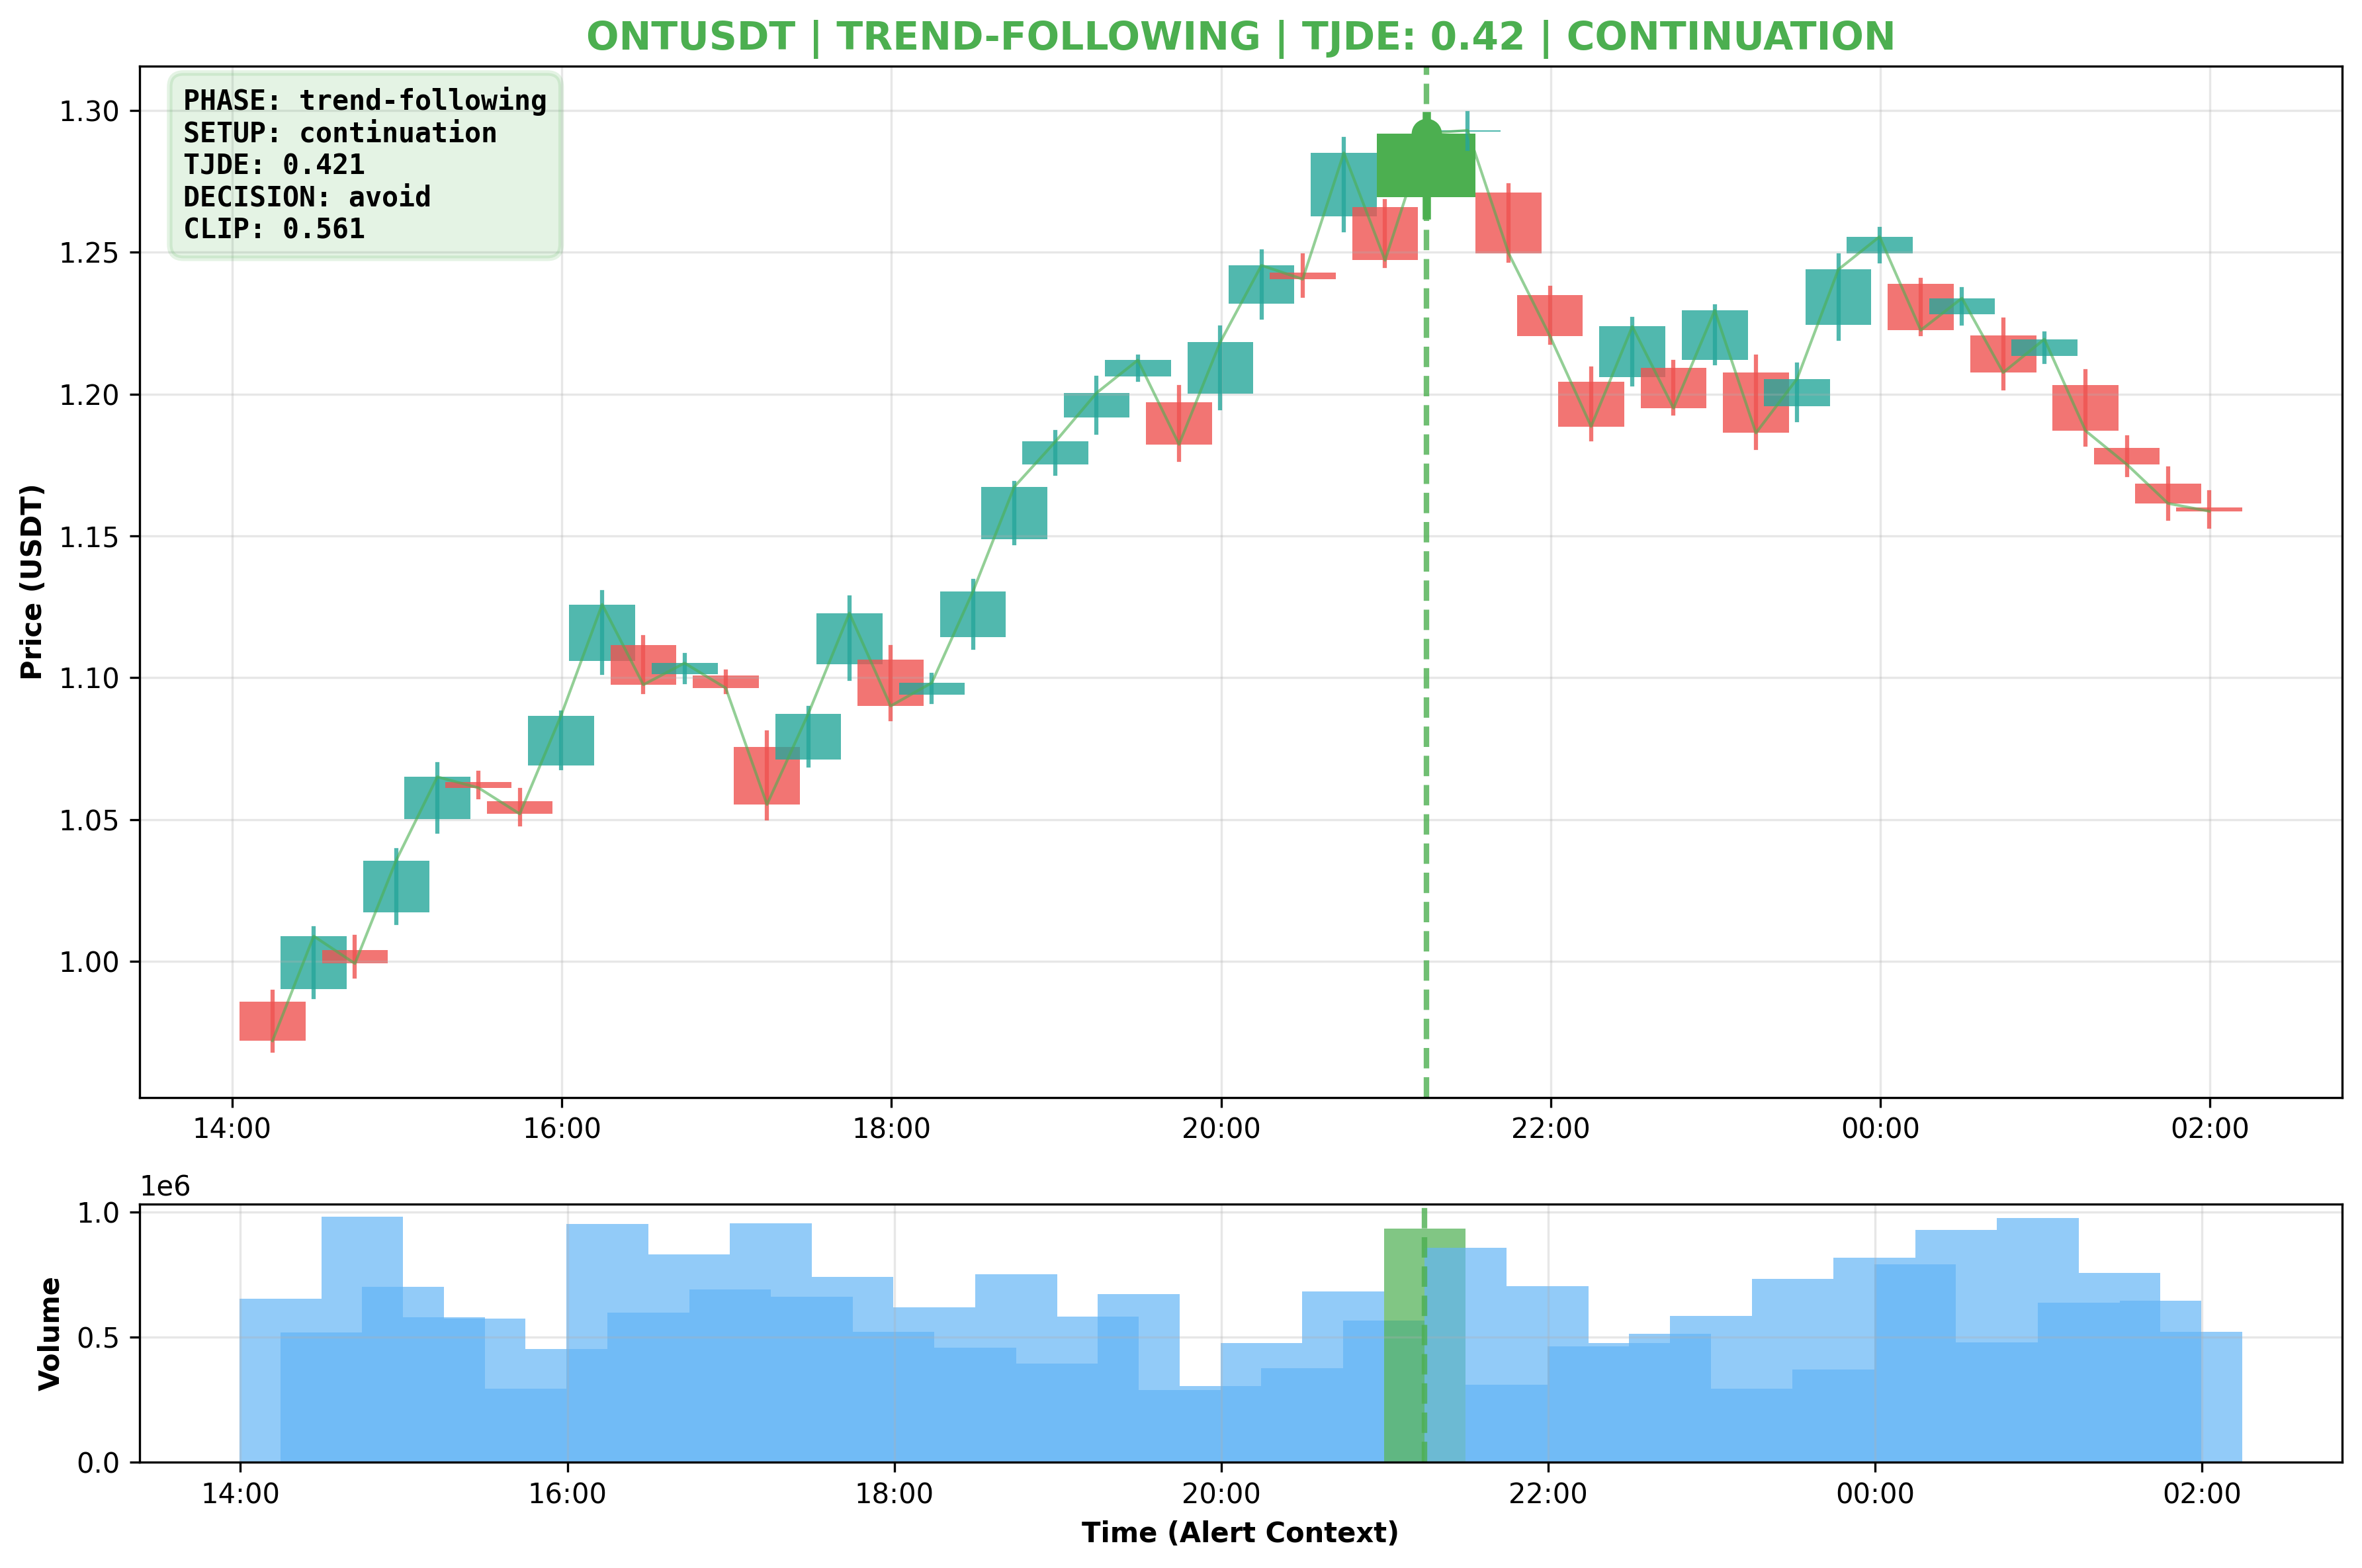 ONTUSDT | TREND-FOLLOWING | TJDE: 0.42 | CONTINUATION
PHASE: trend-following
SETUP: continuation
TJDE: 0.421
DECISION: avoid
CLIP: 0.561
Price (USDT)
1.30
1.25
1.20
1.15
1.10
1.05
1.00
14:00 16:00 18:00 20:00 22:00 00:00 02:00
1e6
Volume
1.0
0.5
0.0
14:00 16:00 18:00 20:00 22:00 00:00 02:00
Time (Alert Context)